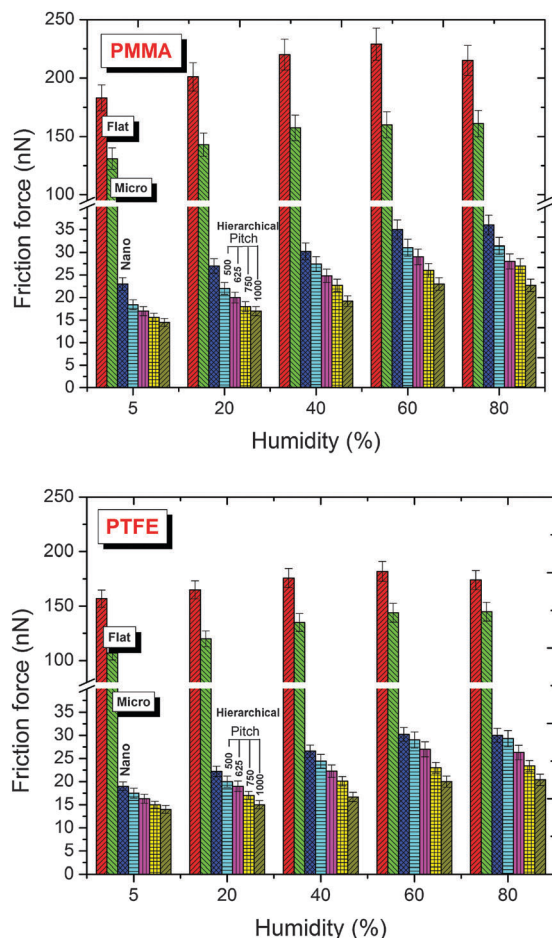 250
PMMA
200
Flat
150
Micro
100
Friction force (nN)
35
Hierarchical
30
Pitch
Nano
500
625
750
1000
25
20
15
10
5
0
5 20 40 60 80
Humidity (%)
250
PTFE
200
150
Flat
100
Micro
Friction force (nN)
35
Hierarchical
30
Pitch
Nano
500
625
750
1000
25
20
15
10
5
0
5 20 40 60 80
Humidity (%)